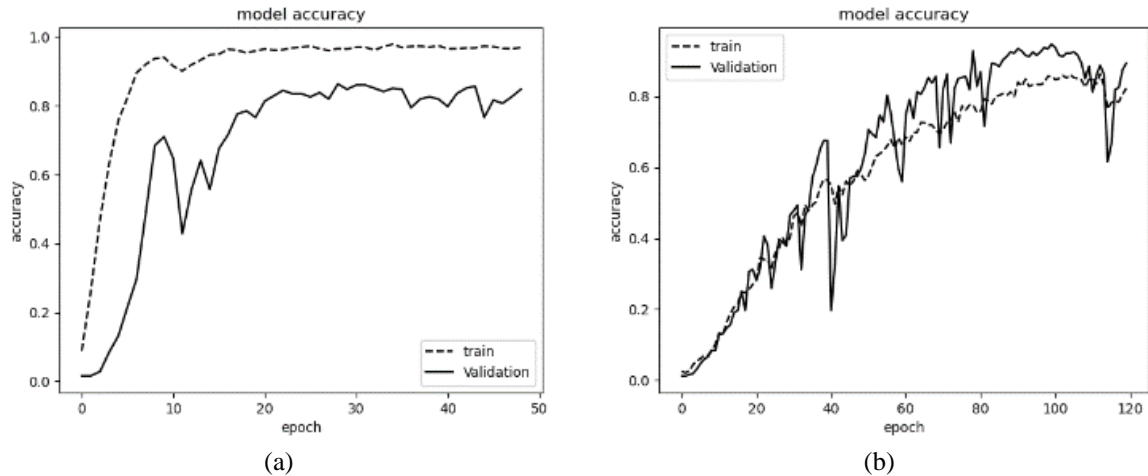 model accuracy
1.0
0.8
0.6
0.4
0.2
0.0
accuracy
train
Validation
0 10 20 30 40 50
epoch
(a)
model accuracy
train
Validation
0.8
0.6
0.4
0.2
0.0
accuracy
0 20 40 60 80 100 120
epoch
(b)